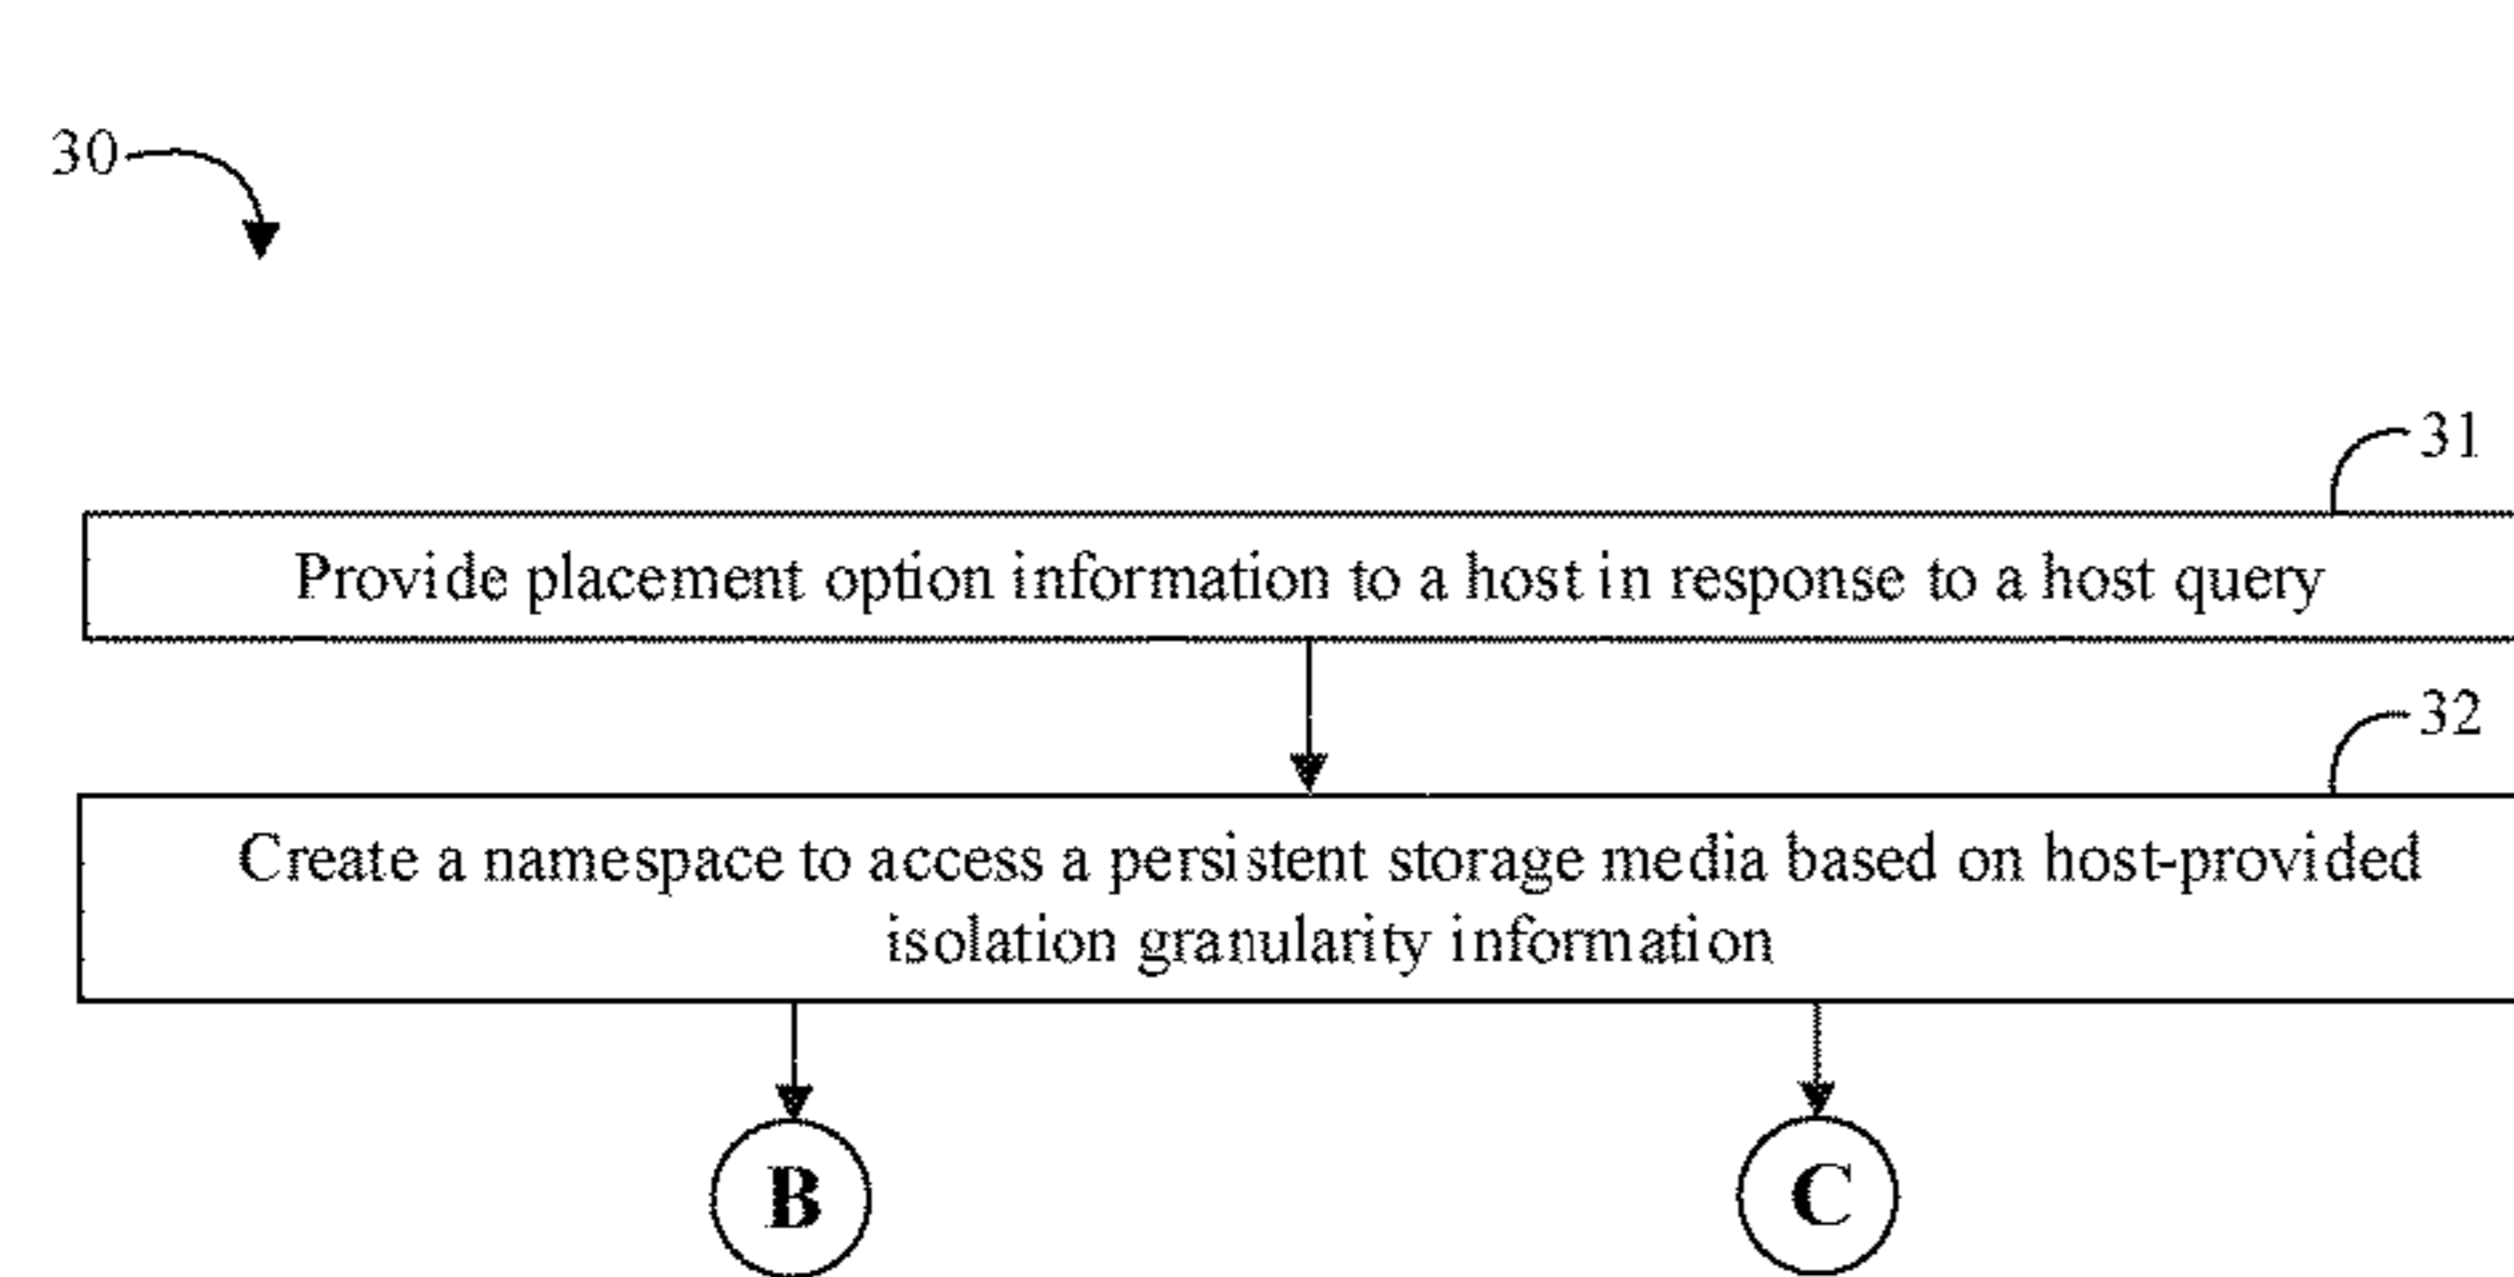 30
31
Provide placement option information to a host in response to a host query
32
Create a namespace to access a persistent storage media based on host-provided
isolation granularity information
B
C